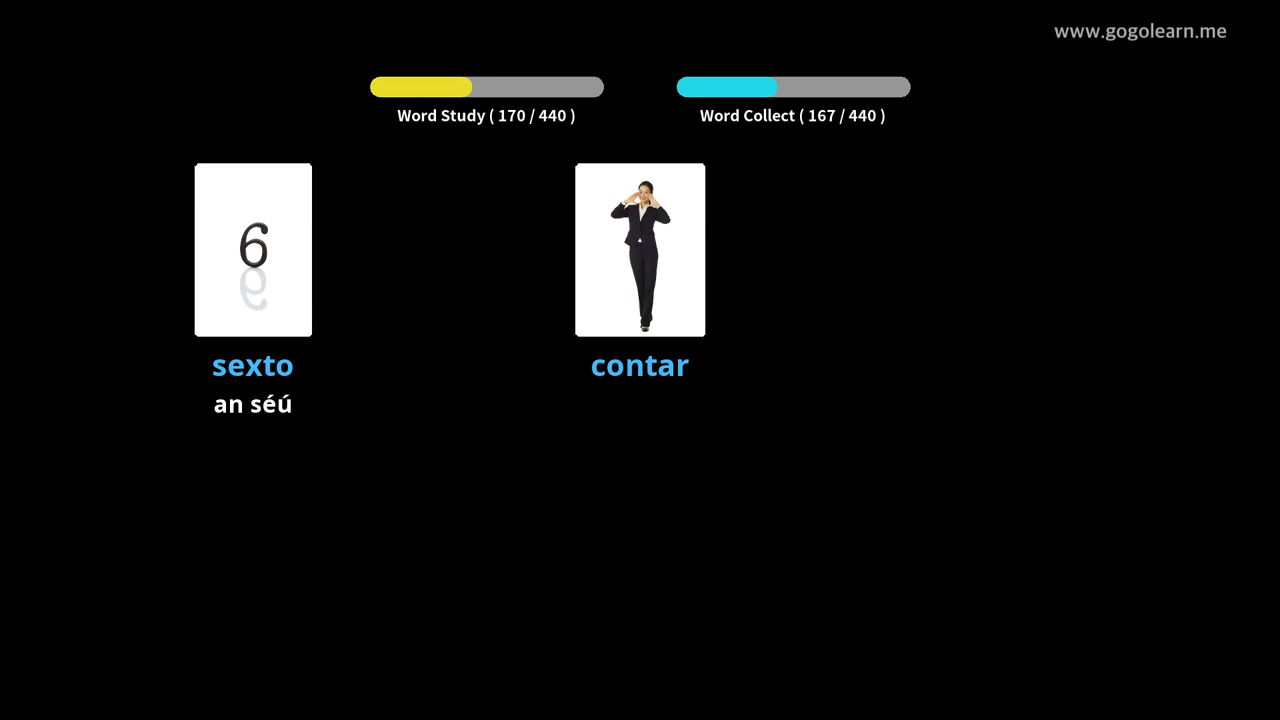 www.gogolearn.me
Word Study ( 170 / 440 )
Word Collect ( 167 / 440 )
6
sexto
contar
an séú